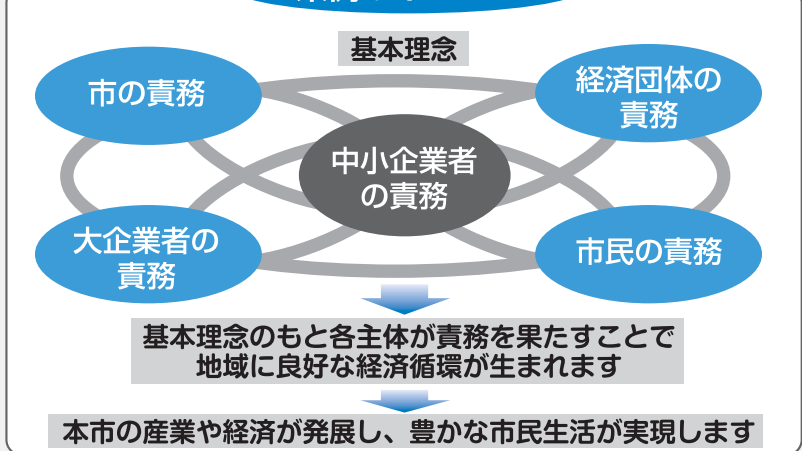 基本理念
市の責務
経済団体の
責務
中小企業者
の責務
大企業者の
責務
市民の責務
基本理念のもと各主体が責務を果たすことで
地域に良好な経済循環が生まれます
本市の産業や経済が発展し、豊かな市民生活が実現します